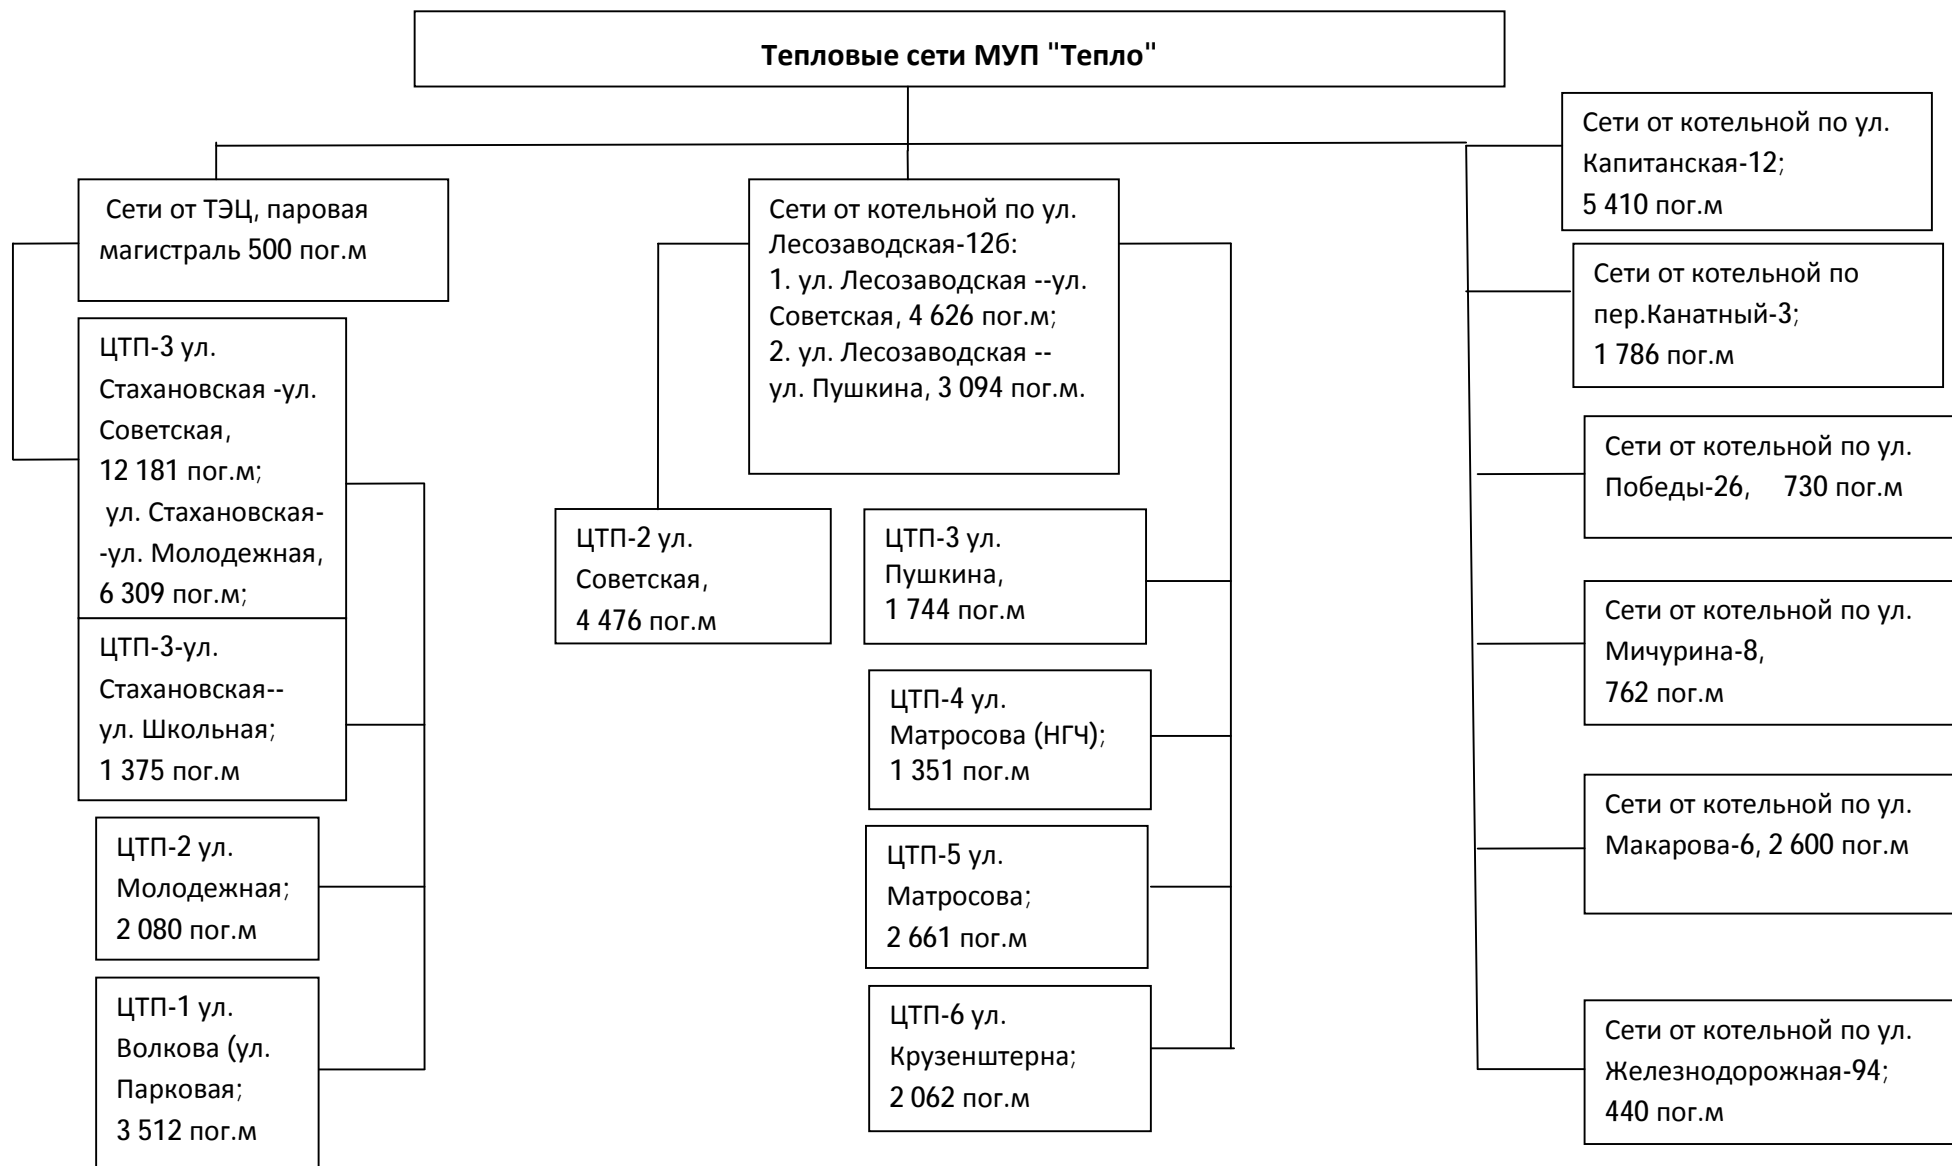 Тепловые сети МУП "Тепло"
Сети от ТЭЦ, паровая
магистраль 500 пог.м
ЦТП-3 ул.
Стахановская -ул.
Советская,
12 181 пог.м;
ул. Стахановская-
-ул. Молодежная,
6 309 пог.м;
ЦТП-3-ул.
Стахановская--
ул. Школьная;
1 375 пог.м
ЦТП-2 ул.
Молодежная;
2 080 пог.м
ЦТП-1 ул.
Волкова (ул.
Парковая;
3 512 пог.м
Сети от котельной по ул.
Лесозаводская-12б:
1. ул. Лесозаводская --ул.
Советская, 4 626 пог.м;
2. ул. Лесозаводская --
ул. Пушкина, 3 094 пог.м.
ЦТП-2 ул.
Советская,
4 476 пог.м
ЦТП-3 ул.
Пушкина,
1 744 пог.м
ЦТП-4 ул.
Матросова (НГЧ);
1 351 пог.м
ЦТП-5 ул.
Матросова;
2 661 пог.м
ЦТП-6 ул.
Крузенштерна;
2 062 пог.м
Сети от котельной по ул.
Капитанская-12;
5 410 пог.м
Сети от котельной по
пер.Канатный-3;
1 786 пог.м
Сети от котельной по ул.
Победы-26, 730 пог.м
Сети от котельной по ул.
Мичурина-8,
762 пог.м
Сети от котельной по ул.
Макарова-6, 2 600 пог.м
Сети от котельной по ул.
Железнодорожная-94;
440 пог.м